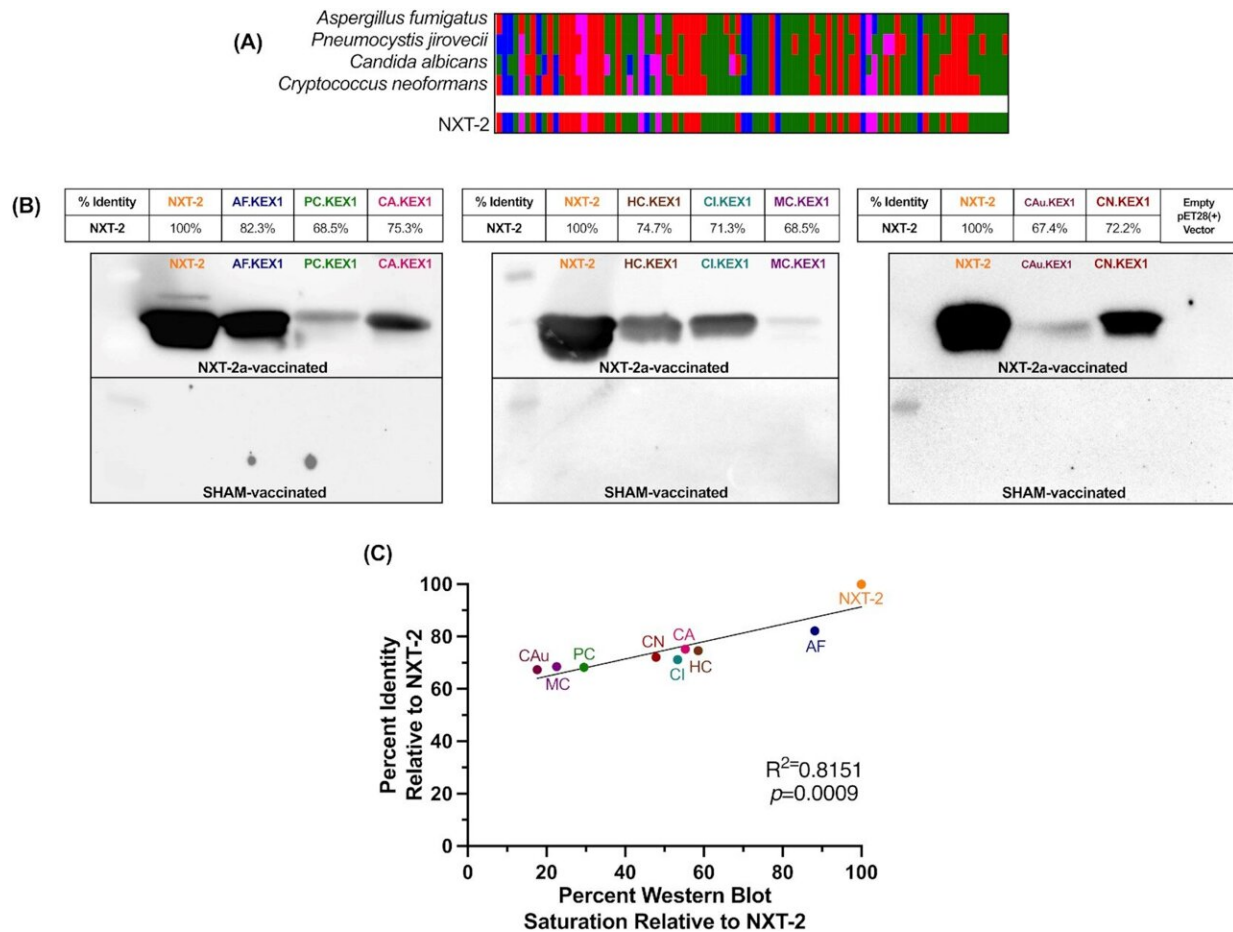 (A)
Aspergillus fumigatus
Pneumocystis jirovecii
Candida albicans
Cryptococcus neoformans
NXT-2
(B)
% Identity NXT-2 AF.KEX1 PC.KEX1 CA.KEX1
NXT-2 100% 82.3% 68.5% 75.3%
NXT-2 AF.KEX1 PC.KEX1 CA.KEX1
NXT-2a-vaccinated
SHAM-vaccinated
% Identity NXT-2 HC.KEX1 CI.KEX1 MC.KEX1
NXT-2 100% 74.7% 71.3% 68.5%
NXT-2 HC.KEX1 CI.KEX1 MC.KEX1
NXT-2a-vaccinated
SHAM-vaccinated
% Identity NXT-2 CAu.KEX1 CN.KEX1 Empty pET28(+) Vector
NXT-2 100% 67.4% 72.2%
NXT-2 CAu.KEX1 CN.KEX1
NXT-2a-vaccinated
SHAM-vaccinated
(C)
Percent Identity
Relative to NXT-2
100
80
60
40
20
0
NXT-2
AF
CA
CN
HC
CI
PC
CAu
MC
R²⁼0.8151
p=0.0009
0 20 40 60 80 100
Percent Western Blot
Saturation Relative to NXT-2